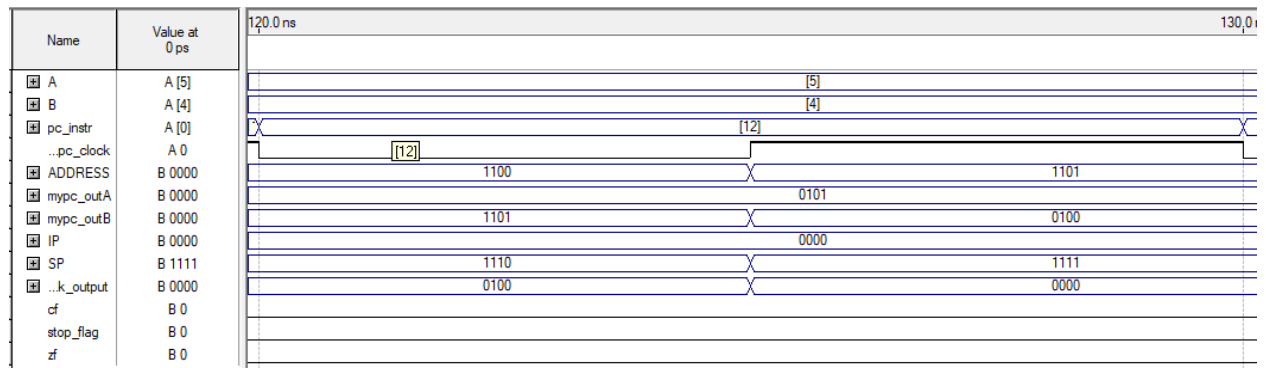 Name Value at 0 ps 120.0 ns 130.0
A A [5] [5]
B A [4] [4]
pc_instr A [0] [12]
...pc_clock A 0 [12]
ADDRESS B 0000 1100 1101
mypc_outA B 0000 0101
mypc_outB B 0000 1101 0100
IP B 0000 0000
SP B 1111 1110 1111
...k_output B 0000 0100 0000
cf B 0
stop_flag B 0
zf B 0